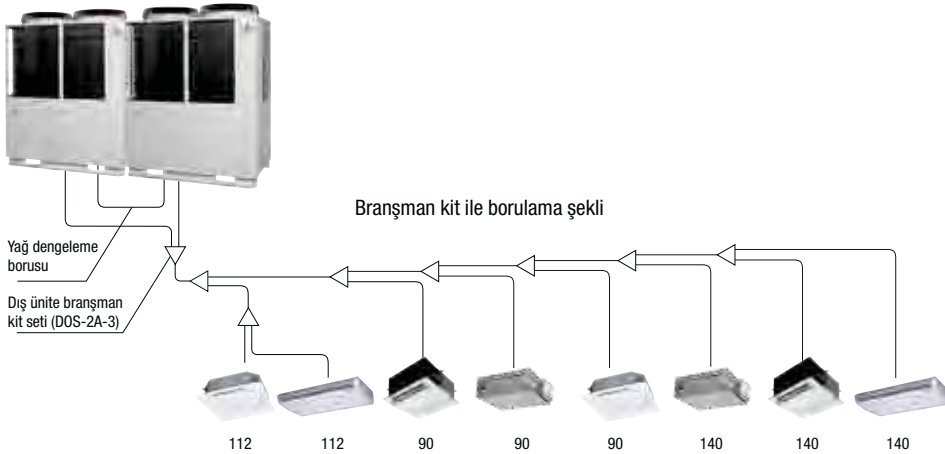 Branşman kit ile borulama şekli
Yağ dengeleme
borusu
Dış ünite branşman
kit seti (DOS-2A-3)
112 112 90 90 90 140 140 140